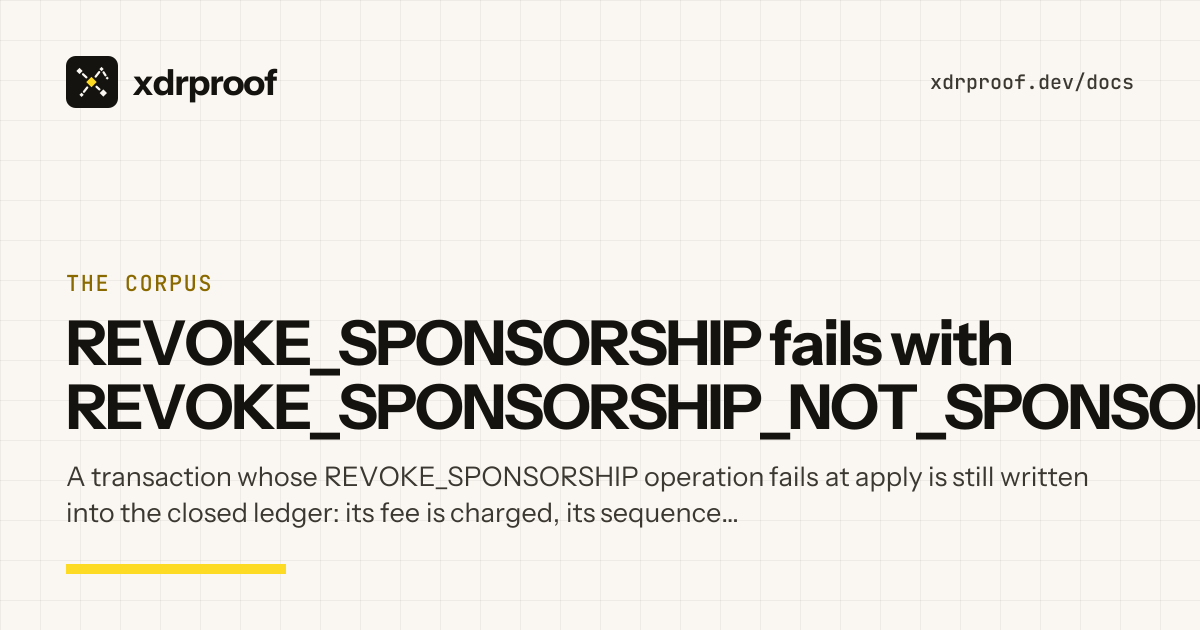 xdrproof
xdrproof.dev/docs
THE CORPUS
REVOKE_SPONSORSHIP fails with
REVOKE_SPONSORSHIP_NOT_SPONSO
A transaction whose REVOKE_SPONSORSHIP operation fails at apply is still written
into the closed ledger: its fee is charged, its sequence...